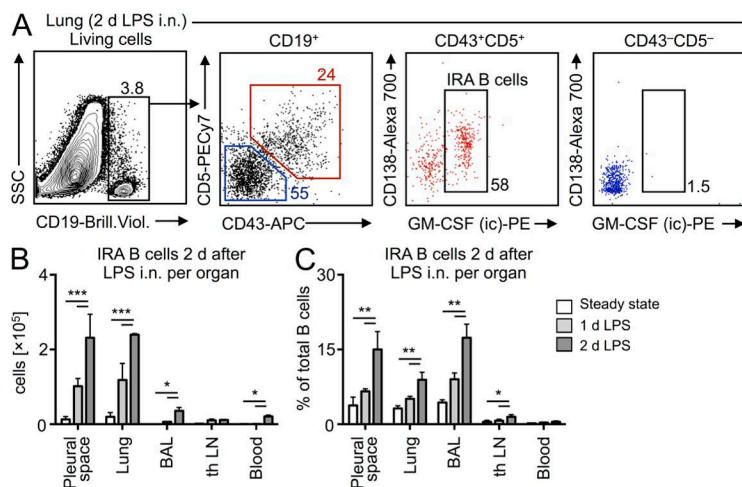 A
Lung (2 d LPS i.n.)
Living cells
CD19⁺
CD43⁺CD5⁺
CD43⁻CD5⁻
3.8
24
55
IRA B cells
58
1.5
SSC
CD5-PECy7
CD138-Alexa 700
CD138-Alexa 700
CD19-Brill.Viol.
CD43-APC
GM-CSF (ic)-PE
GM-CSF (ic)-PE
B
IRA B cells 2 d after
LPS i.n. per organ
cells [×10⁵]
4
2
0
***
***
*
*
Pleural
space
Lung
BAL
th LN
Blood
C
IRA B cells 2 d after
LPS i.n. per organ
% of total B cells
30
15
0
**
**
**
*
Pleural
space
Lung
BAL
th LN
Blood
Steady state
1 d LPS
2 d LPS